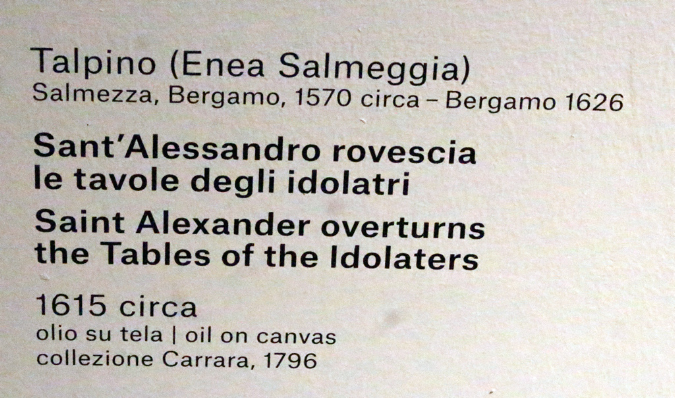 Talpino (Enea Salmeggia)
Salmezza, Bergamo, 1570 circa – Bergamo 1626
Sant'Alessandro rovescia
le tavole degli idolatri
Saint Alexander overturns
the Tables of the Idolaters
1615 circa
olio su tela | oil on canvas
collezione Carrara, 1796